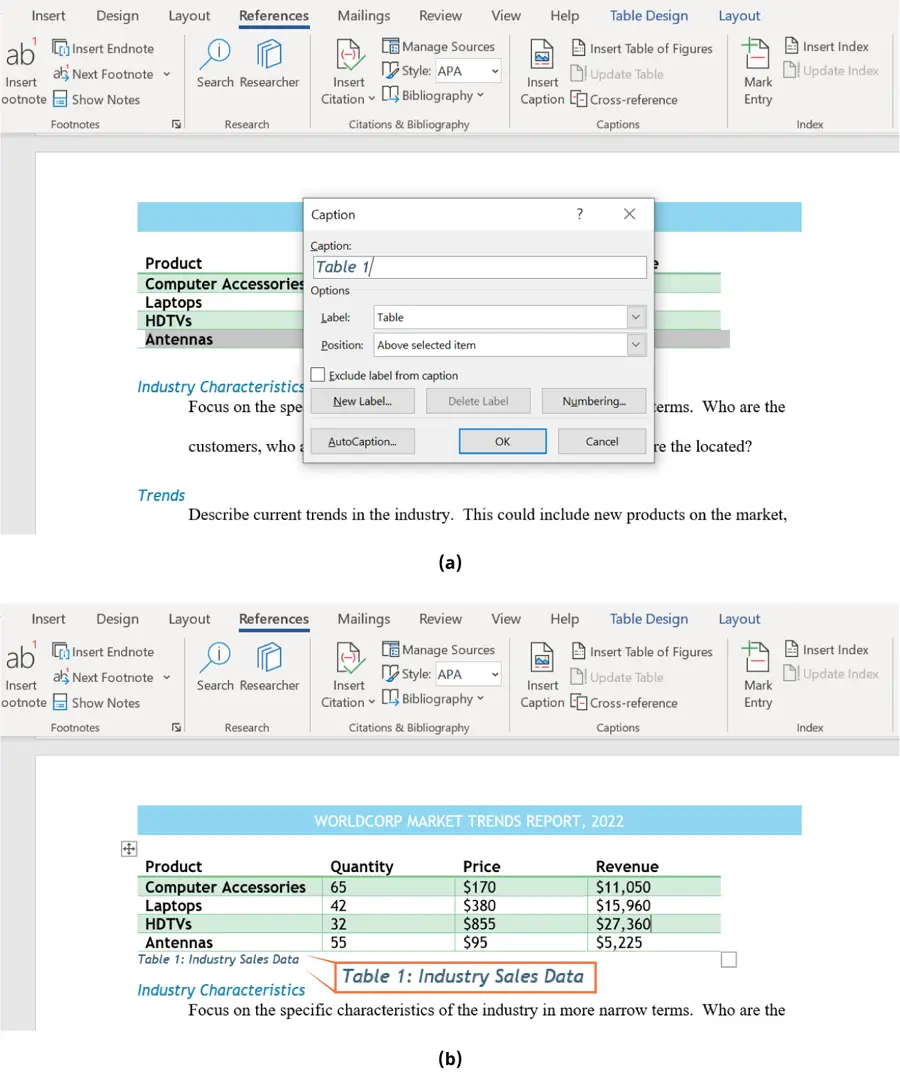 Insert Design Layout References Mailings Review View Help Table Design Layout
ab1 Insert Endnote Manage Sources Insert Table of Figures Insert Index
Next Footnote Style: APA Update Table Update Index
Insert Search Researcher Insert Insert Mark
ootnote Show Notes Citation Bibliography Caption Cross-reference Entry
Footnotes Research Citations & Bibliography Captions Index
Caption ? ×
Caption:
Table 1
Options
Label: Table
Position: Above selected item
Exclude label from caption
New Label... Delete Label Numbering...
AutoCaption... OK Cancel
Product e
Computer Accessories
Laptops
HDTVs
Antennas
Industry Characteristics
Focus on the spe terms. Who are the
customers, who a re the located?
Trends
Describe current trends in the industry. This could include new products on the market,
(a)
Insert Design Layout References Mailings Review View Help Table Design Layout
ab1 Insert Endnote Manage Sources Insert Table of Figures Insert Index
Next Footnote Style: APA Update Table Update Index
Insert Search Researcher Insert Insert Mark
ootnote Show Notes Citation Bibliography Caption Cross-reference Entry
Footnotes Research Citations & Bibliography Captions Index
WORLDCORP MARKET TRENDS REPORT, 2022
Product Quantity Price Revenue
Computer Accessories 65 $170 $11,050
Laptops 42 $380 $15,960
HDTVs 32 $855 $27,360
Antennas 55 $95 $5,225
Table 1: Industry Sales Data
Table 1: Industry Sales Data
Industry Characteristics
Focus on the specific characteristics of the industry in more narrow terms. Who are the
(b)